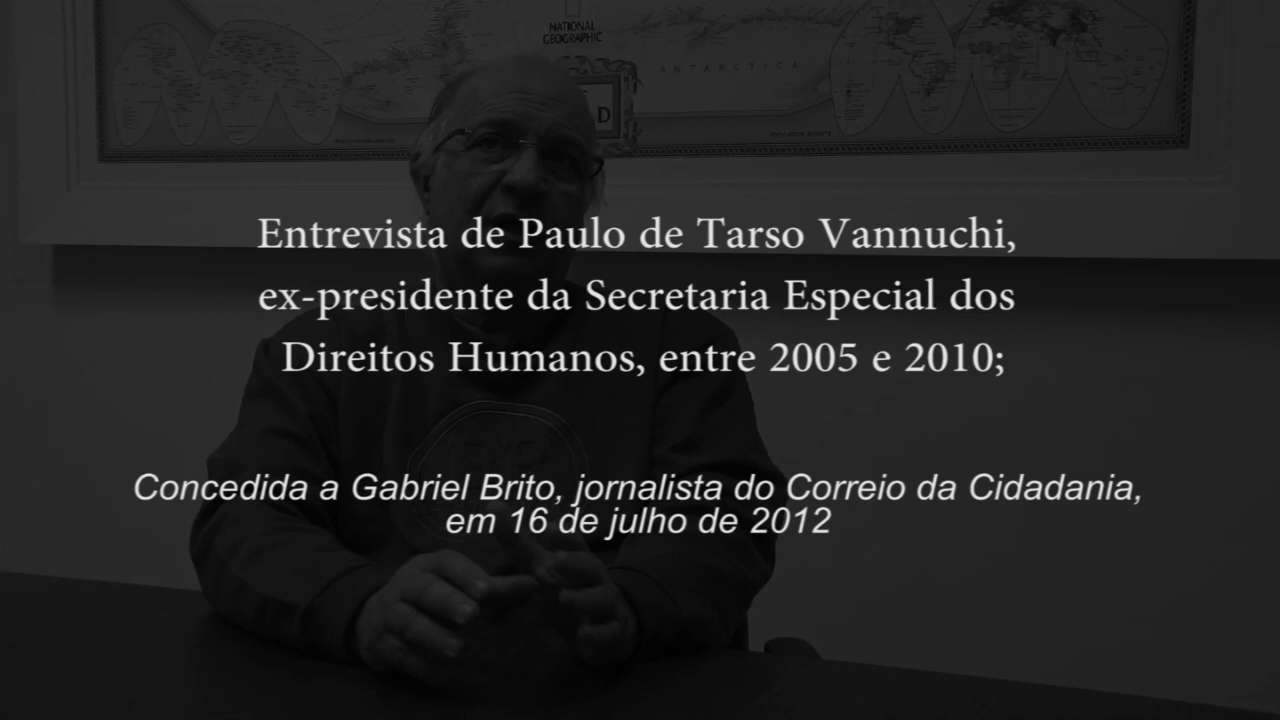 NATIONAL
GEOGRAPHIC
ANTARCTICA
D
Entrevista de Paulo de Tarso Vannuchi,
ex-presidente da Secretaria Especial dos
Direitos Humanos, entre 2005 e 2010;
Concedida a Gabriel Brito, jornalista do Correio da Cidadania,
em 16 de julho de 2012